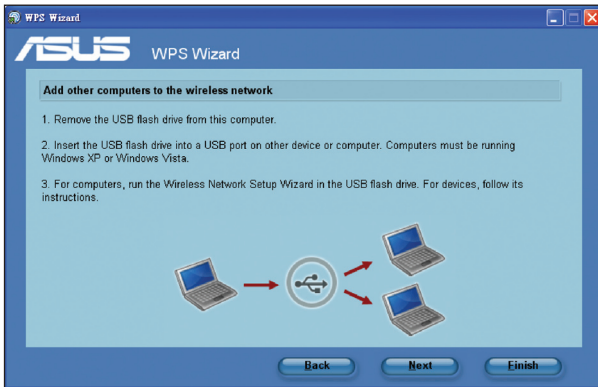 WPS Wizard
ASUS WPS Wizard
Add other computers to the wireless network
1. Remove the USB flash drive from this computer.
2. Insert the USB flash drive into a USB port on other device or computer. Computers must be running
Windows XP or Windows Vista.
3. For computers, run the Wireless Network Setup Wizard in the USB flash drive. For devices, follow its
instructions.
Back Next Finish